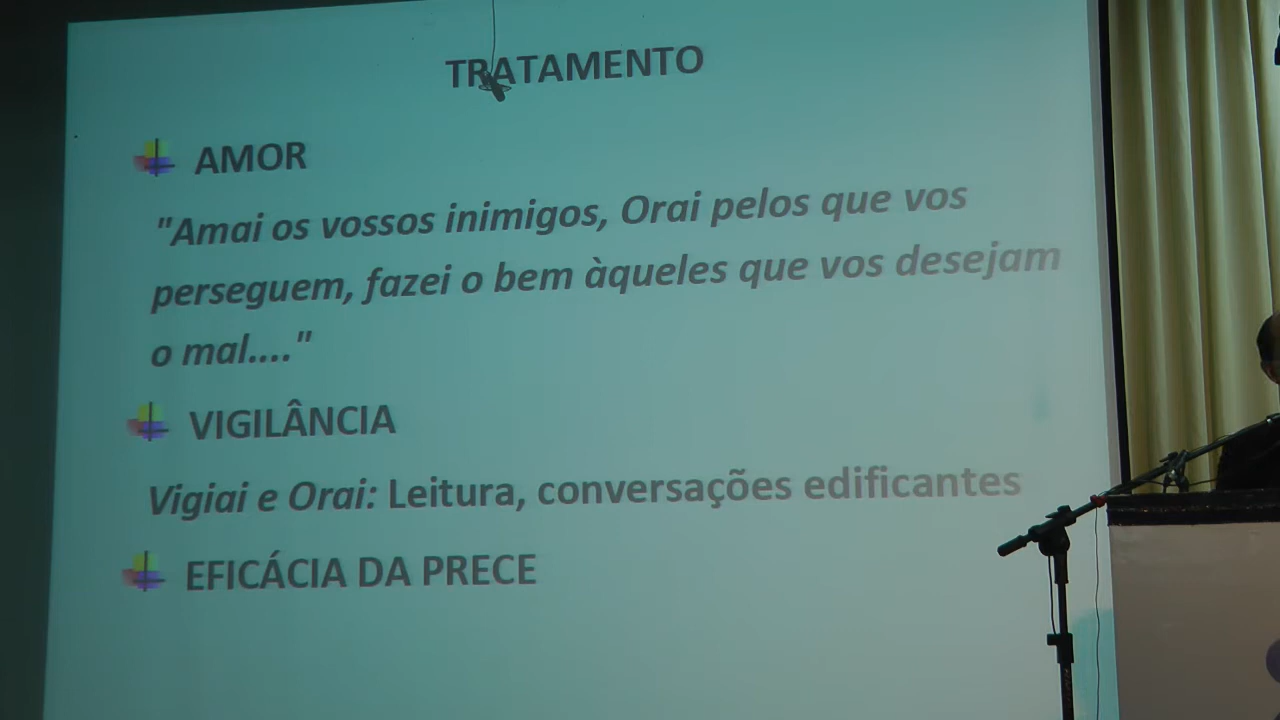 TRATAMENTO
AMOR
"Amai os vossos inimigos, Orai pelos que vos
perseguem, fazei o bem àqueles que vos desejam
o mal...."
VIGILÂNCIA
Vigiai e Orai: Leitura, conversações edificantes
EFICÁCIA DA PRECE